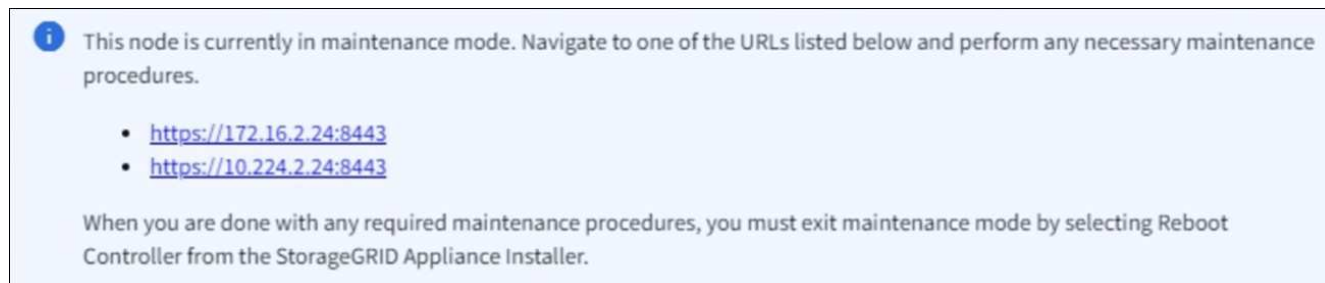 This node is currently in maintenance mode. Navigate to one of the URLs listed below and perform any necessary maintenance
procedures.
• https://172.16.2.24:8443
• https://10.224.2.24:8443
When you are done with any required maintenance procedures, you must exit maintenance mode by selecting Reboot
Controller from the StorageGRID Appliance Installer.